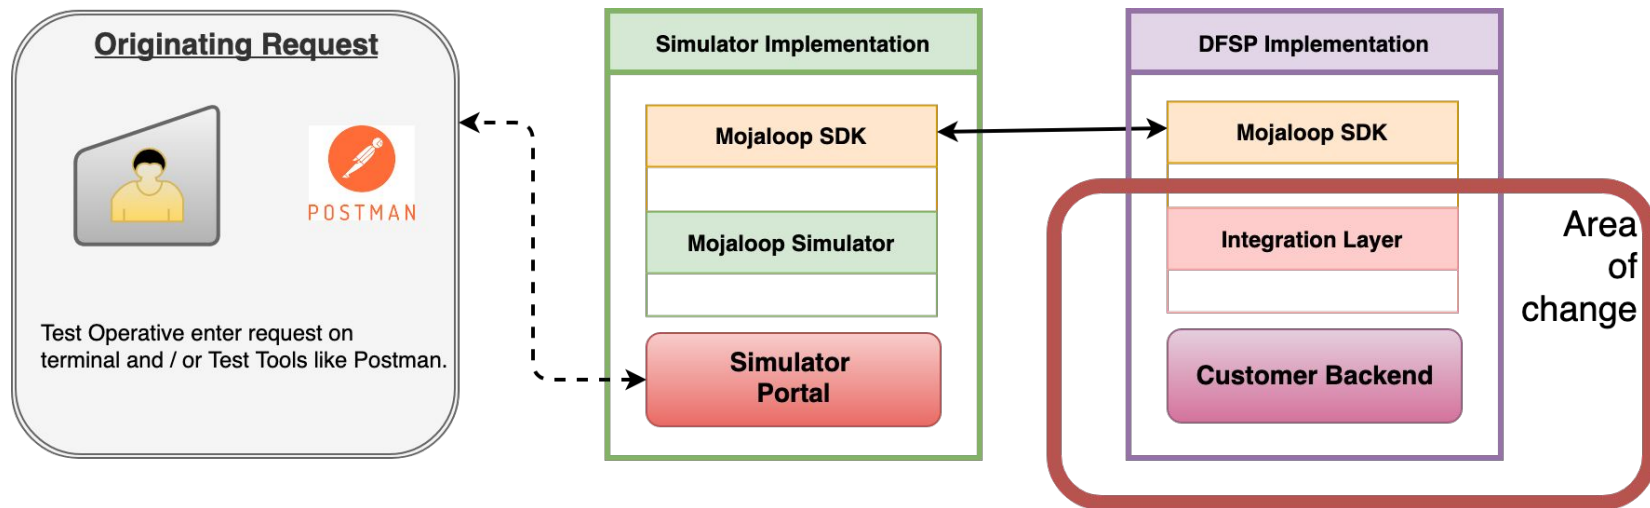 Originating Request
POSTMAN
Test Operative enter request on
terminal and / or Test Tools like Postman.
Simulator Implementation
Mojaloop SDK
Mojaloop Simulator
Simulator
Portal
DFSP Implementation
Mojaloop SDK
Integration Layer
Customer Backend
Area
of
change